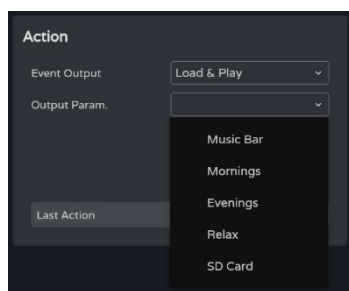 Action
Event Output Load & Play
Output Param.
Music Bar
Mornings
Evenings
Last Action
Relax
SD Card